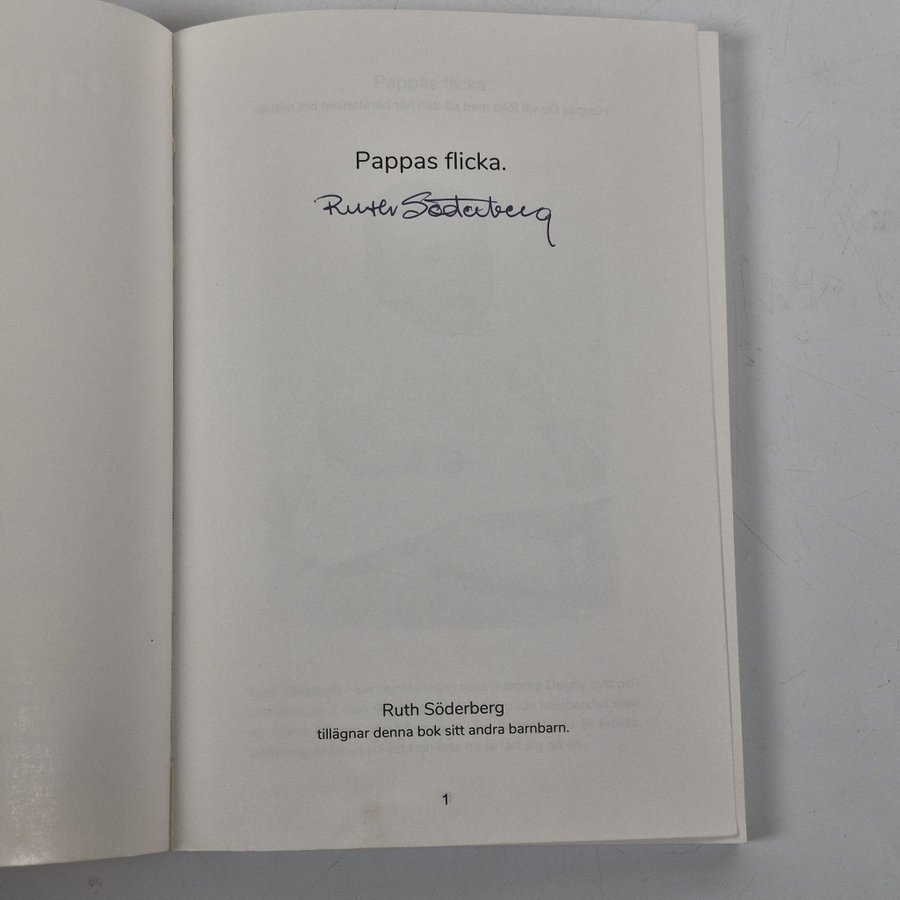 Pappas flicka.
Ruth Söderberg
Ruth Söderberg
tillägnar denna bok sitt andra barnbarn.
1